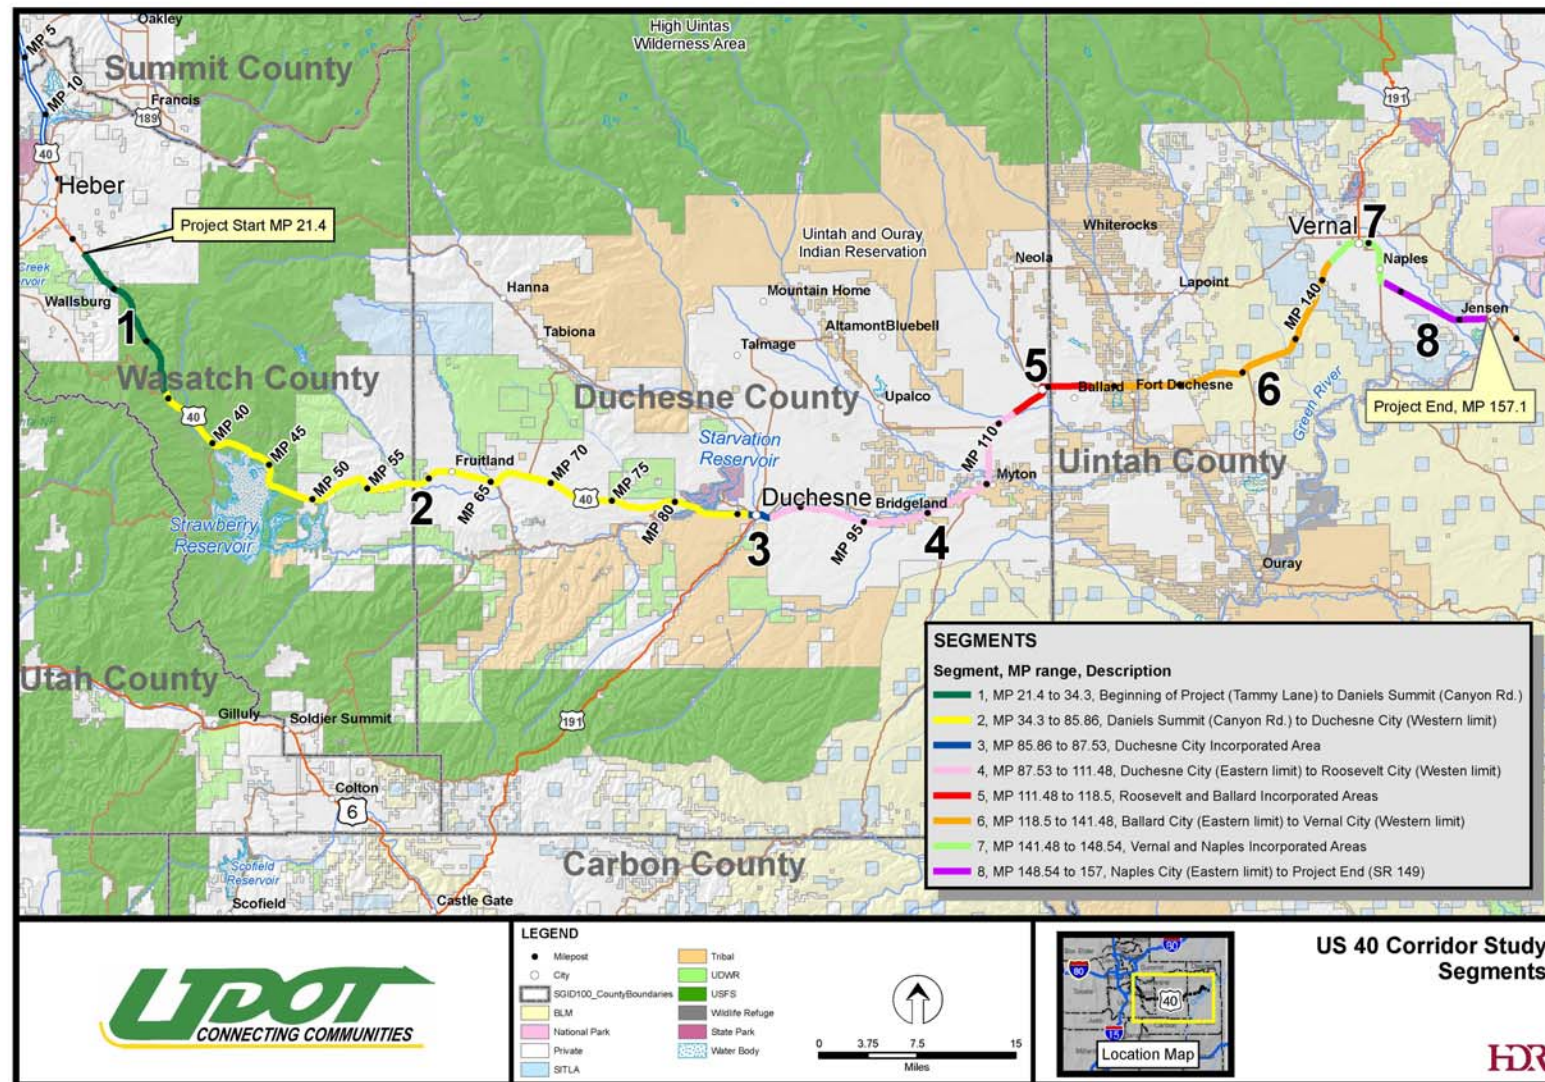 Oakley
MP 5
Summit County
High Uintas
Wilderness Area
MP 10
Francis
189
191
40
Heber
Project Start MP 21.4
Creek
Wallsburg
1
Wasatch County
Hanna
Tabiona
Uintah and Ouray
Indian Reservation
Mountain Home
Altamont
Bluebell
Talmage
Duchesne County
Upalco
Neola
Whiterocks
Lapoint
Vernal
7
Naples
Jensen
8
Project End, MP 157.1
5
Ballard
Fort Duchesne
6
MP 140
Green River
Uintah County
Ouray
40
MP 40
MP 45
MP 50
MP 55
Strawberry
Reservoir
2
Fruitland
MP 65
MP 70
40
MP 75
MP 80
Starvation
Reservoir
Duchesne
3
Bridgeland
MP 95
4
Myton
MP 110
Utah County
Gilluly
Soldier Summit
191
Colton
6
Scofield
Reservoir
Scofield
Castle Gate
Carbon County
SEGMENTS
Segment, MP range, Description
1, MP 21.4 to 34.3, Beginning of Project (Tammy Lane) to Daniels Summit (Canyon Rd.)
2, MP 34.3 to 85.86, Daniels Summit (Canyon Rd.) to Duchesne City (Western limit)
3, MP 85.86 to 87.53, Duchesne City Incorporated Area
4, MP 87.53 to 111.48, Duchesne City (Eastern limit) to Roosevelt City (Westen limit)
5, MP 111.48 to 118.5, Roosevelt and Ballard Incorporated Areas
6, MP 118.5 to 141.48, Ballard City (Eastern limit) to Vernal City (Western limit)
7, MP 141.48 to 148.54, Vernal and Naples Incorporated Areas
8, MP 148.54 to 157, Naples City (Eastern limit) to Project End (SR 149)
UDOT
CONNECTING COMMUNITIES
LEGEND
Milepost
City
SGID100_CountyBoundaries
BLM
National Park
Private
SITLA
Tribal
UDWR
USFS
Wildlife Refuge
State Park
Water Body
0 3.75 7.5 15
Miles
80
80
40
15
Location Map
US 40 Corridor Study
Segments
HDR